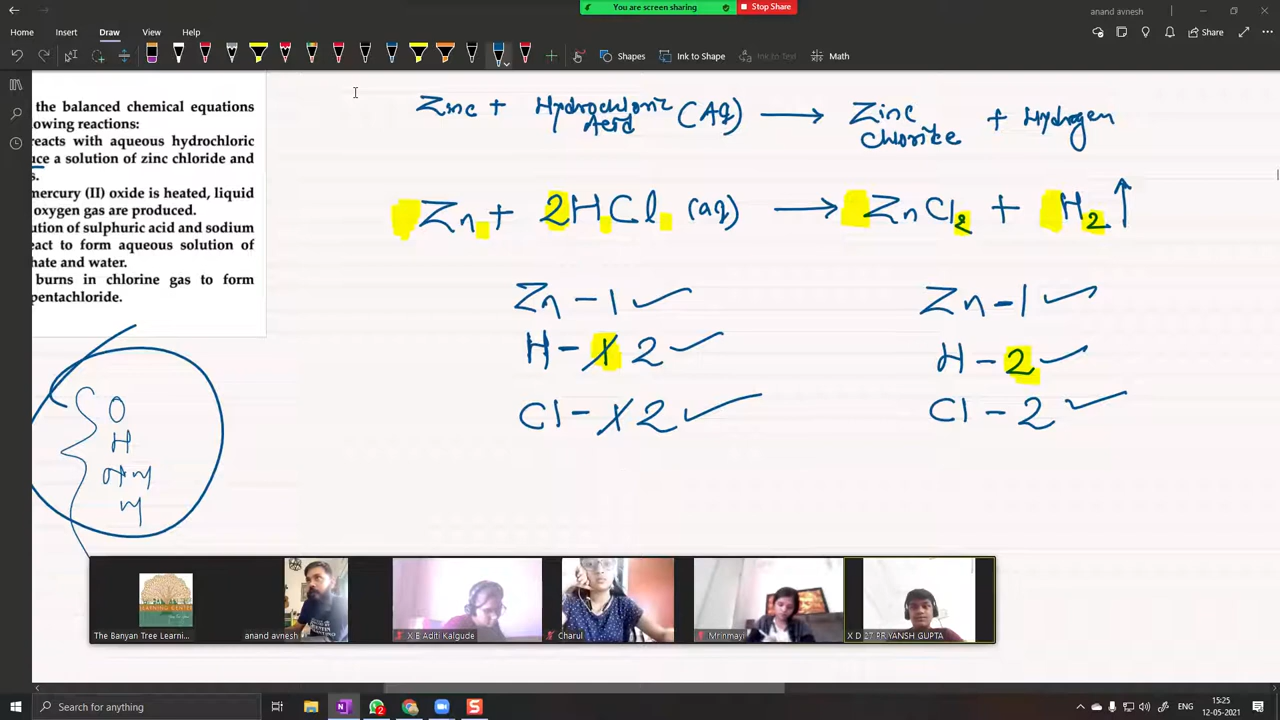 You are screen sharing
Stop Share
anand avnesh
Home Insert Draw View Help
Share
Shapes Ink to Shape Ink to Text Math
the balanced chemical equations
lowing reactions:
reacts with aqueous hydrochloric
uce a solution of zinc chloride and
s.
mercury (II) oxide is heated, liquid
oxygen gas are produced.
ution of sulphuric acid and sodium
eact to form aqueous solution of
hate and water.
burns in chlorine gas to form
pentachloride.
Zinc + Hydrochloric Acid (Aq) → Zinc Chloride + Hydrogen
Zn + 2HCl (aq) → ZnCl2 + H2↑
Zn – 1 ✓ Zn – 1 ✓
H – 1 2 ✓ H – 2 ✓
Cl – 1 2 ✓ Cl – 2 ✓
O
H
M
The Banyan Tree Learni...
anand avnesh
X E Aditi Kalgude
Charul
Mrinmayi
X D 27 PRIYANSH GUPTA
Search for anything
15:25
12-05-2021